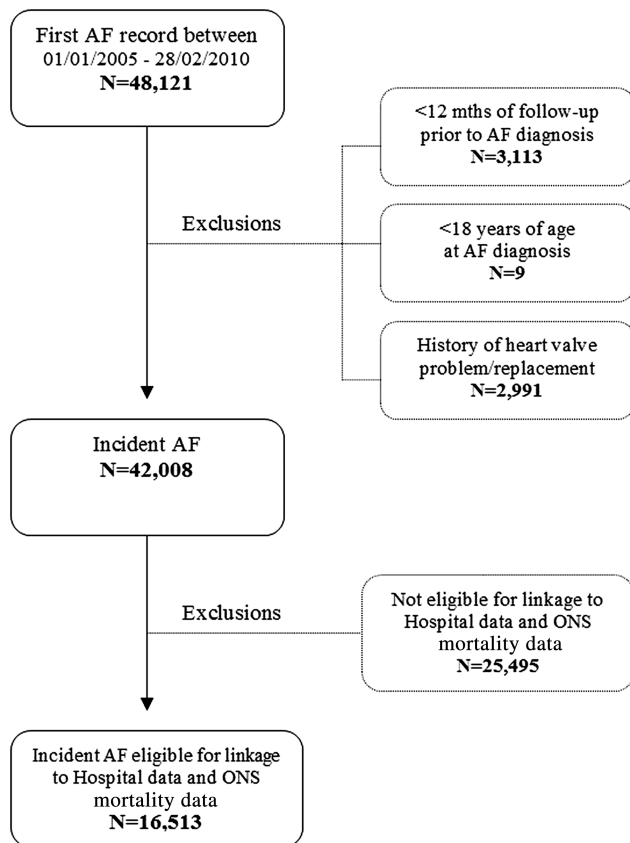 First AF record between
01/01/2005 - 28/02/2010
N=48,121
<12 mths of follow-up
prior to AF diagnosis
N=3,113
Exclusions
<18 years of age
at AF diagnosis
N=9
History of heart valve
problem/replacement
N=2,991
Incident AF
N=42,008
Exclusions
Not eligible for linkage to
Hospital data and ONS
mortality data
N=25,495
Incident AF eligible for linkage
to Hospital data and ONS
mortality data
N=16,513